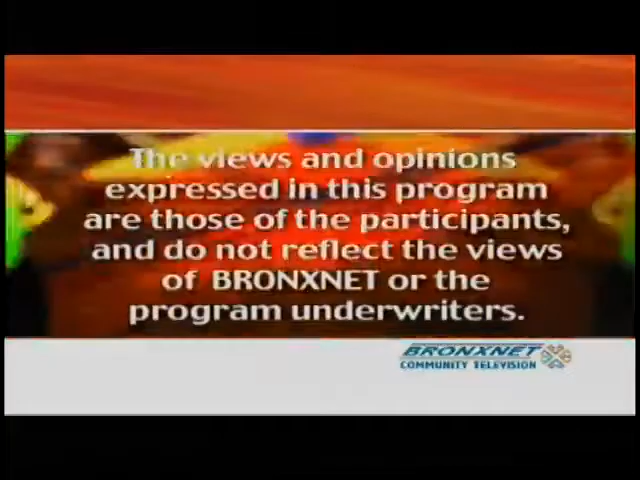 The views and opinions
expressed in this program
are those of the participants,
and do not reflect the views
of BRONXNET or the
program underwriters.
BRONXNET
COMMUNITY TELEVISION